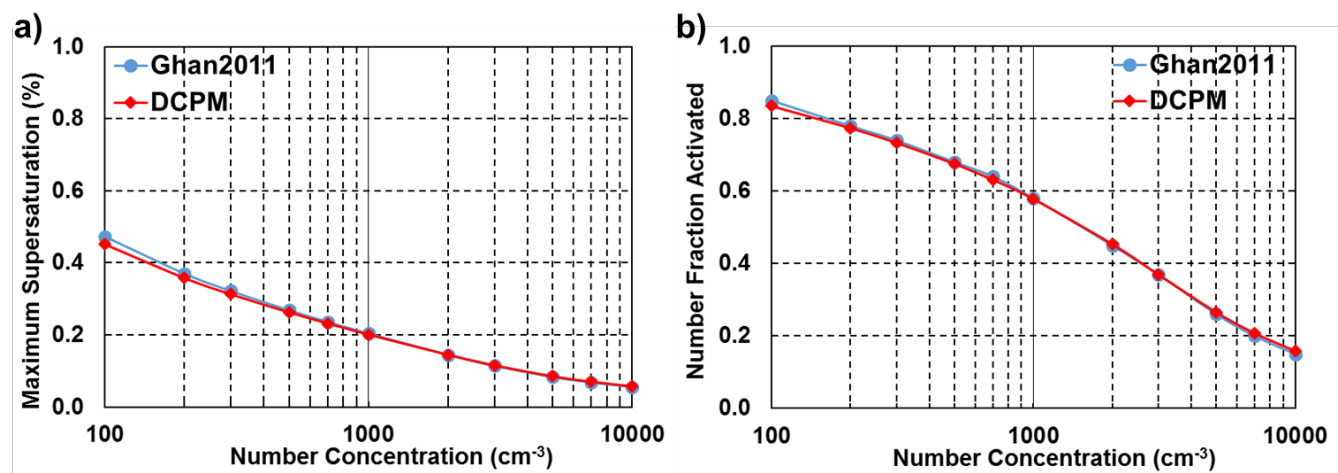 a)
1.0
0.8
0.6
0.4
0.2
0.0
Maximum Supersaturation (%)
Ghan2011
DCPM
100
1000
10000
Number Concentration (cm⁻³)
b)
1.0
0.8
0.6
0.4
0.2
0.0
Number Fraction Activated
Ghan2011
DCPM
100
1000
10000
Number Concentration (cm⁻³)